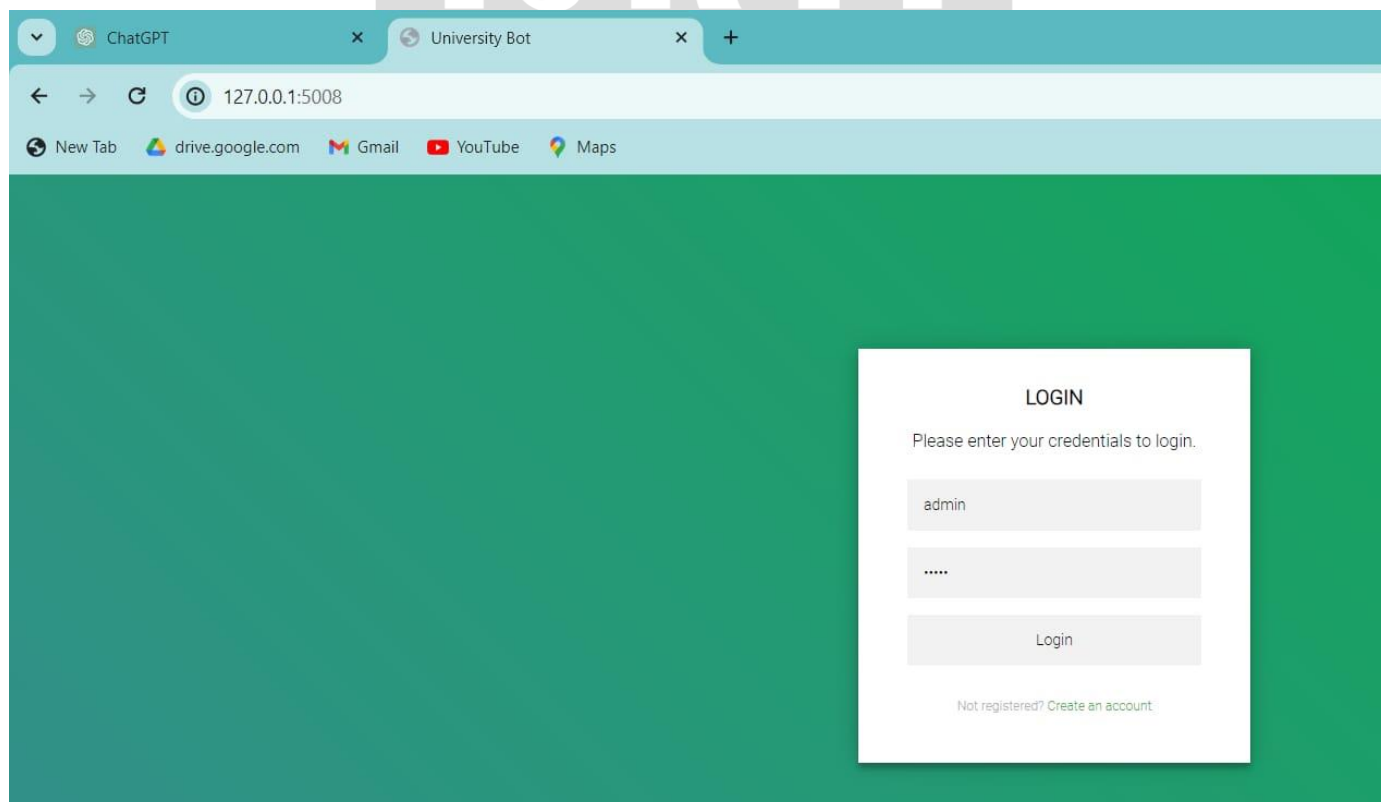 ChatGPT
University Bot
127.0.0.1:5008
New Tab drive.google.com Gmail YouTube Maps
LOGIN
Please enter your credentials to login.
admin
•••••
Login
Not registered? Create an account